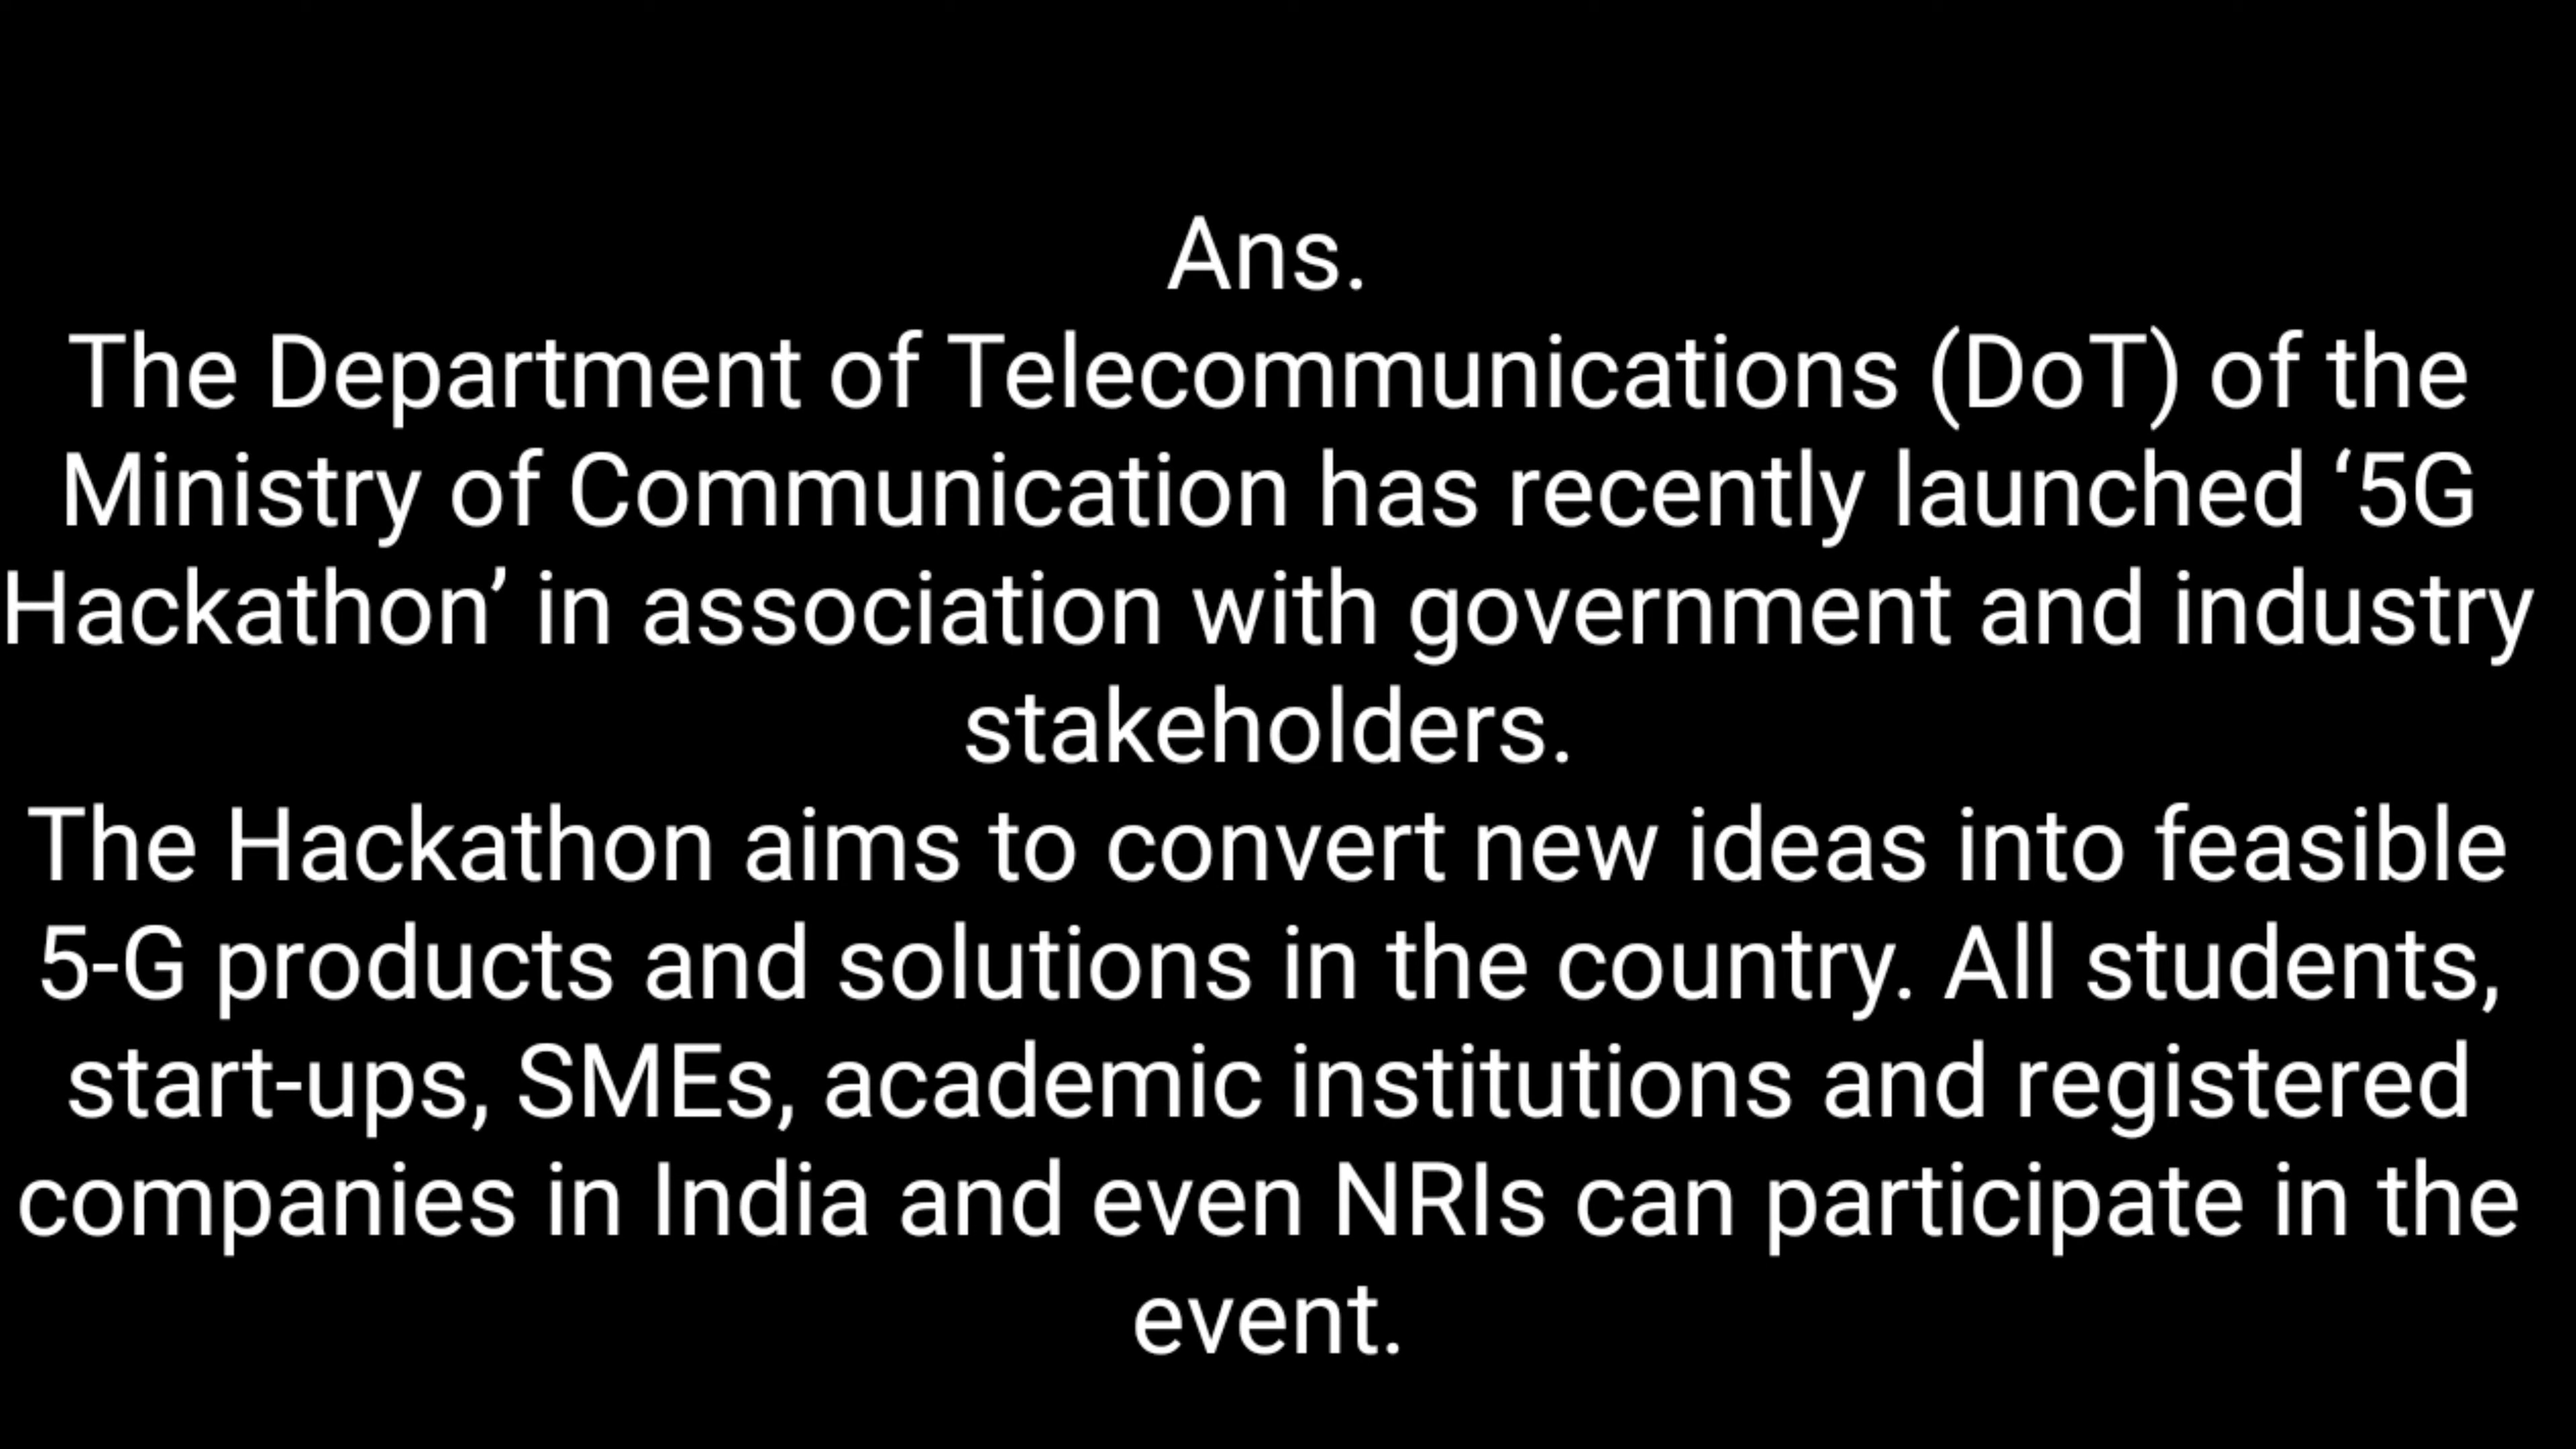 Ans.
The Department of Telecommunications (DoT) of the
Ministry of Communication has recently launched ‘5G
Hackathon’ in association with government and industry
stakeholders.
The Hackathon aims to convert new ideas into feasible
5-G products and solutions in the country. All students,
start-ups, SMEs, academic institutions and registered
companies in India and even NRIs can participate in the
event.